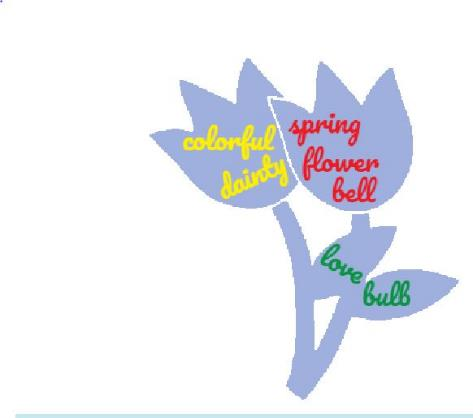 colorful
dainty
spring
flower
bell
love
bulb